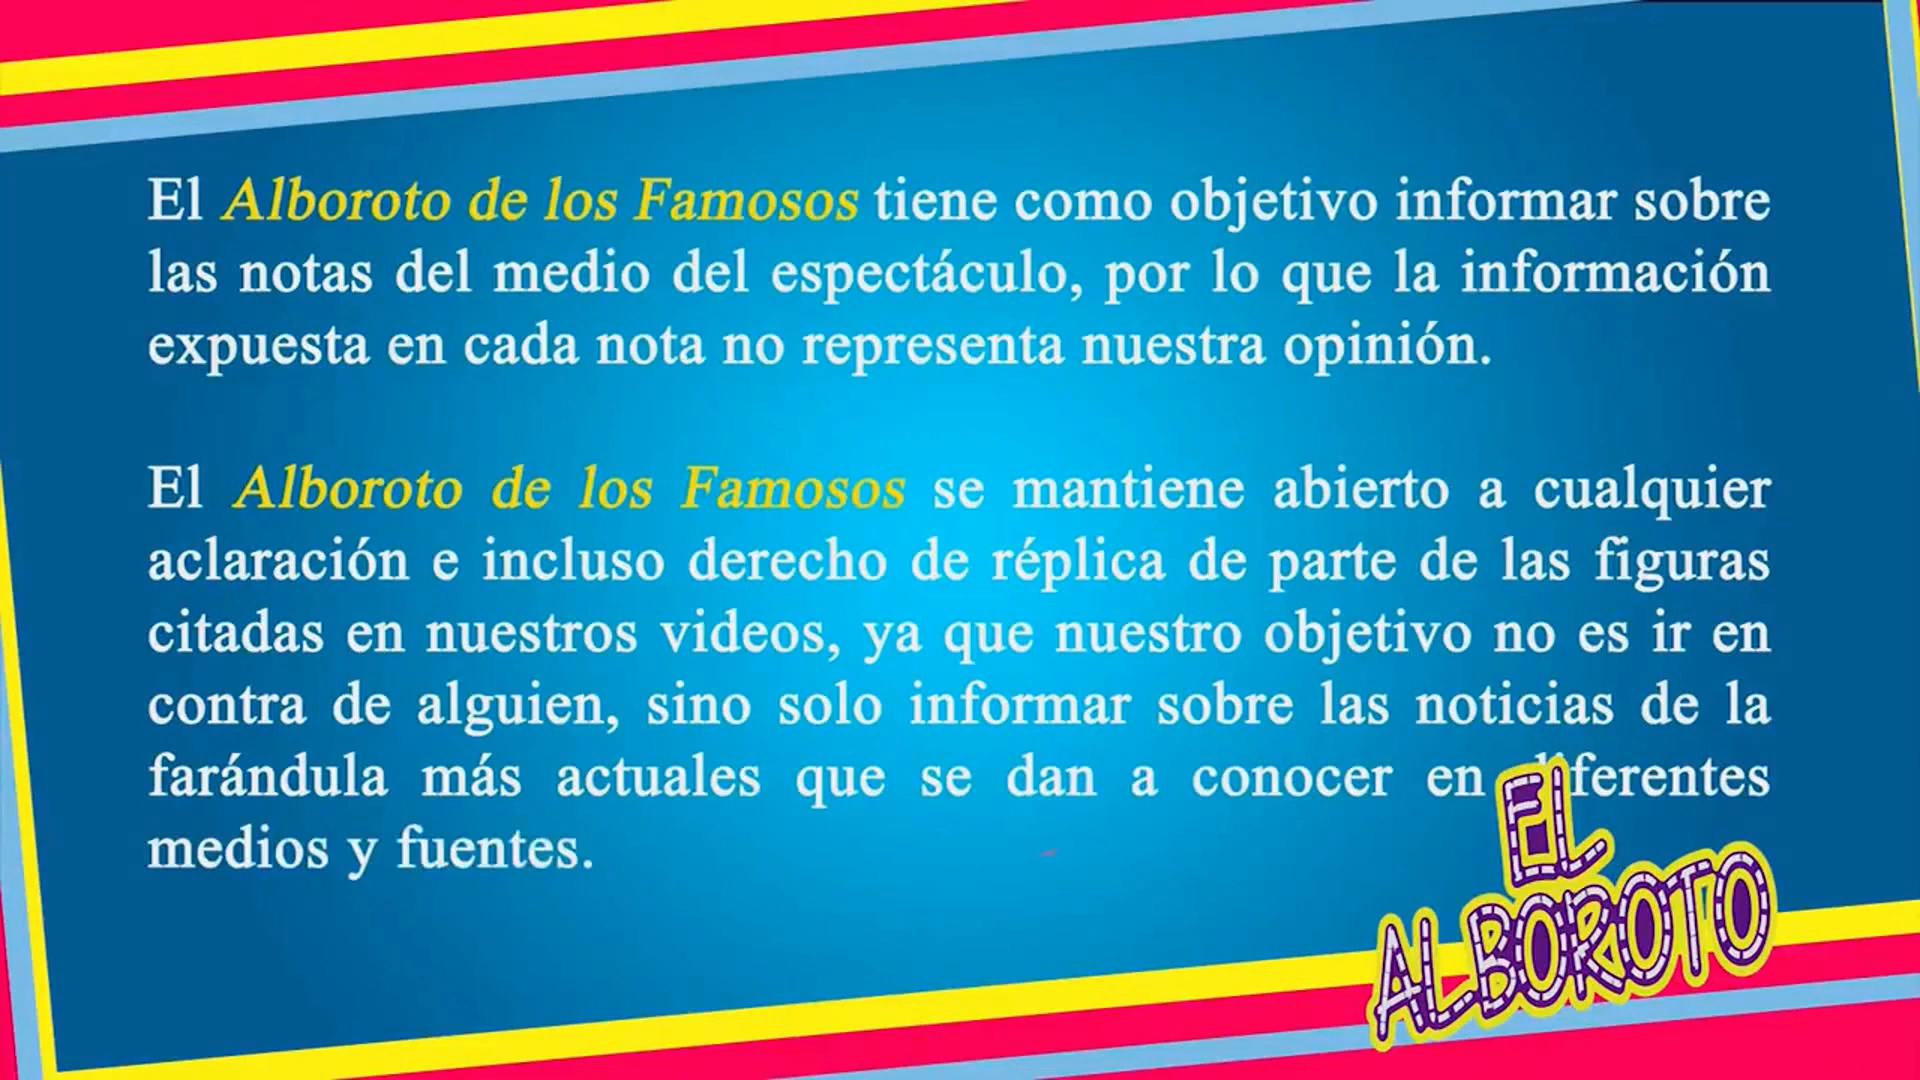 El Alboroto de los Famosos tiene como objetivo informar sobre
las notas del medio del espectáculo, por lo que la información
expuesta en cada nota no representa nuestra opinión.
El Alboroto de los Famosos se mantiene abierto a cualquier
aclaración e incluso derecho de réplica de parte de las figuras
citadas en nuestros videos, ya que nuestro objetivo no es ir en
contra de alguien, sino solo informar sobre las noticias de la
farándula más actuales que se dan a conocer en
medios y fuentes.
EL
ALBOROTO